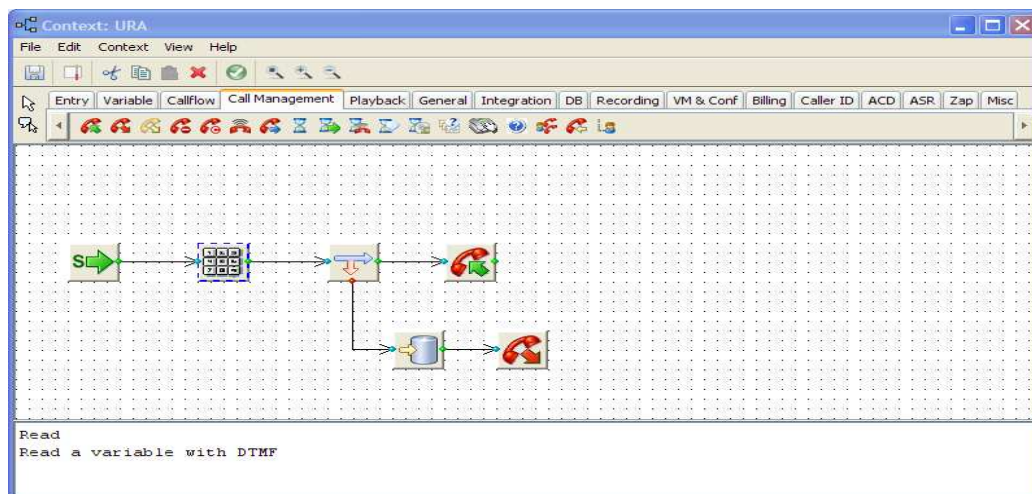 Context: URA
File Edit Context View Help
Entry Variable Callflow Call Management Playback General Integration DB Recording VM & Conf Billing Caller ID ACD ASR Zap Misc
S
Read
Read a variable with DTMF